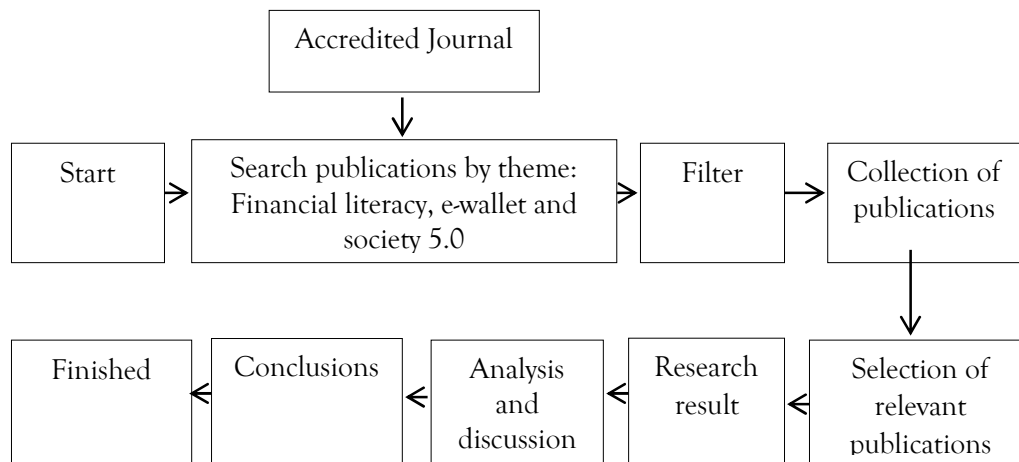 Accredited Journal
Start
Search publications by theme:
Financial literacy, e-wallet and
society 5.0
Filter
Collection of
publications
Finished
Conclusions
Analysis
and
discussion
Research
result
Selection of
relevant
publications